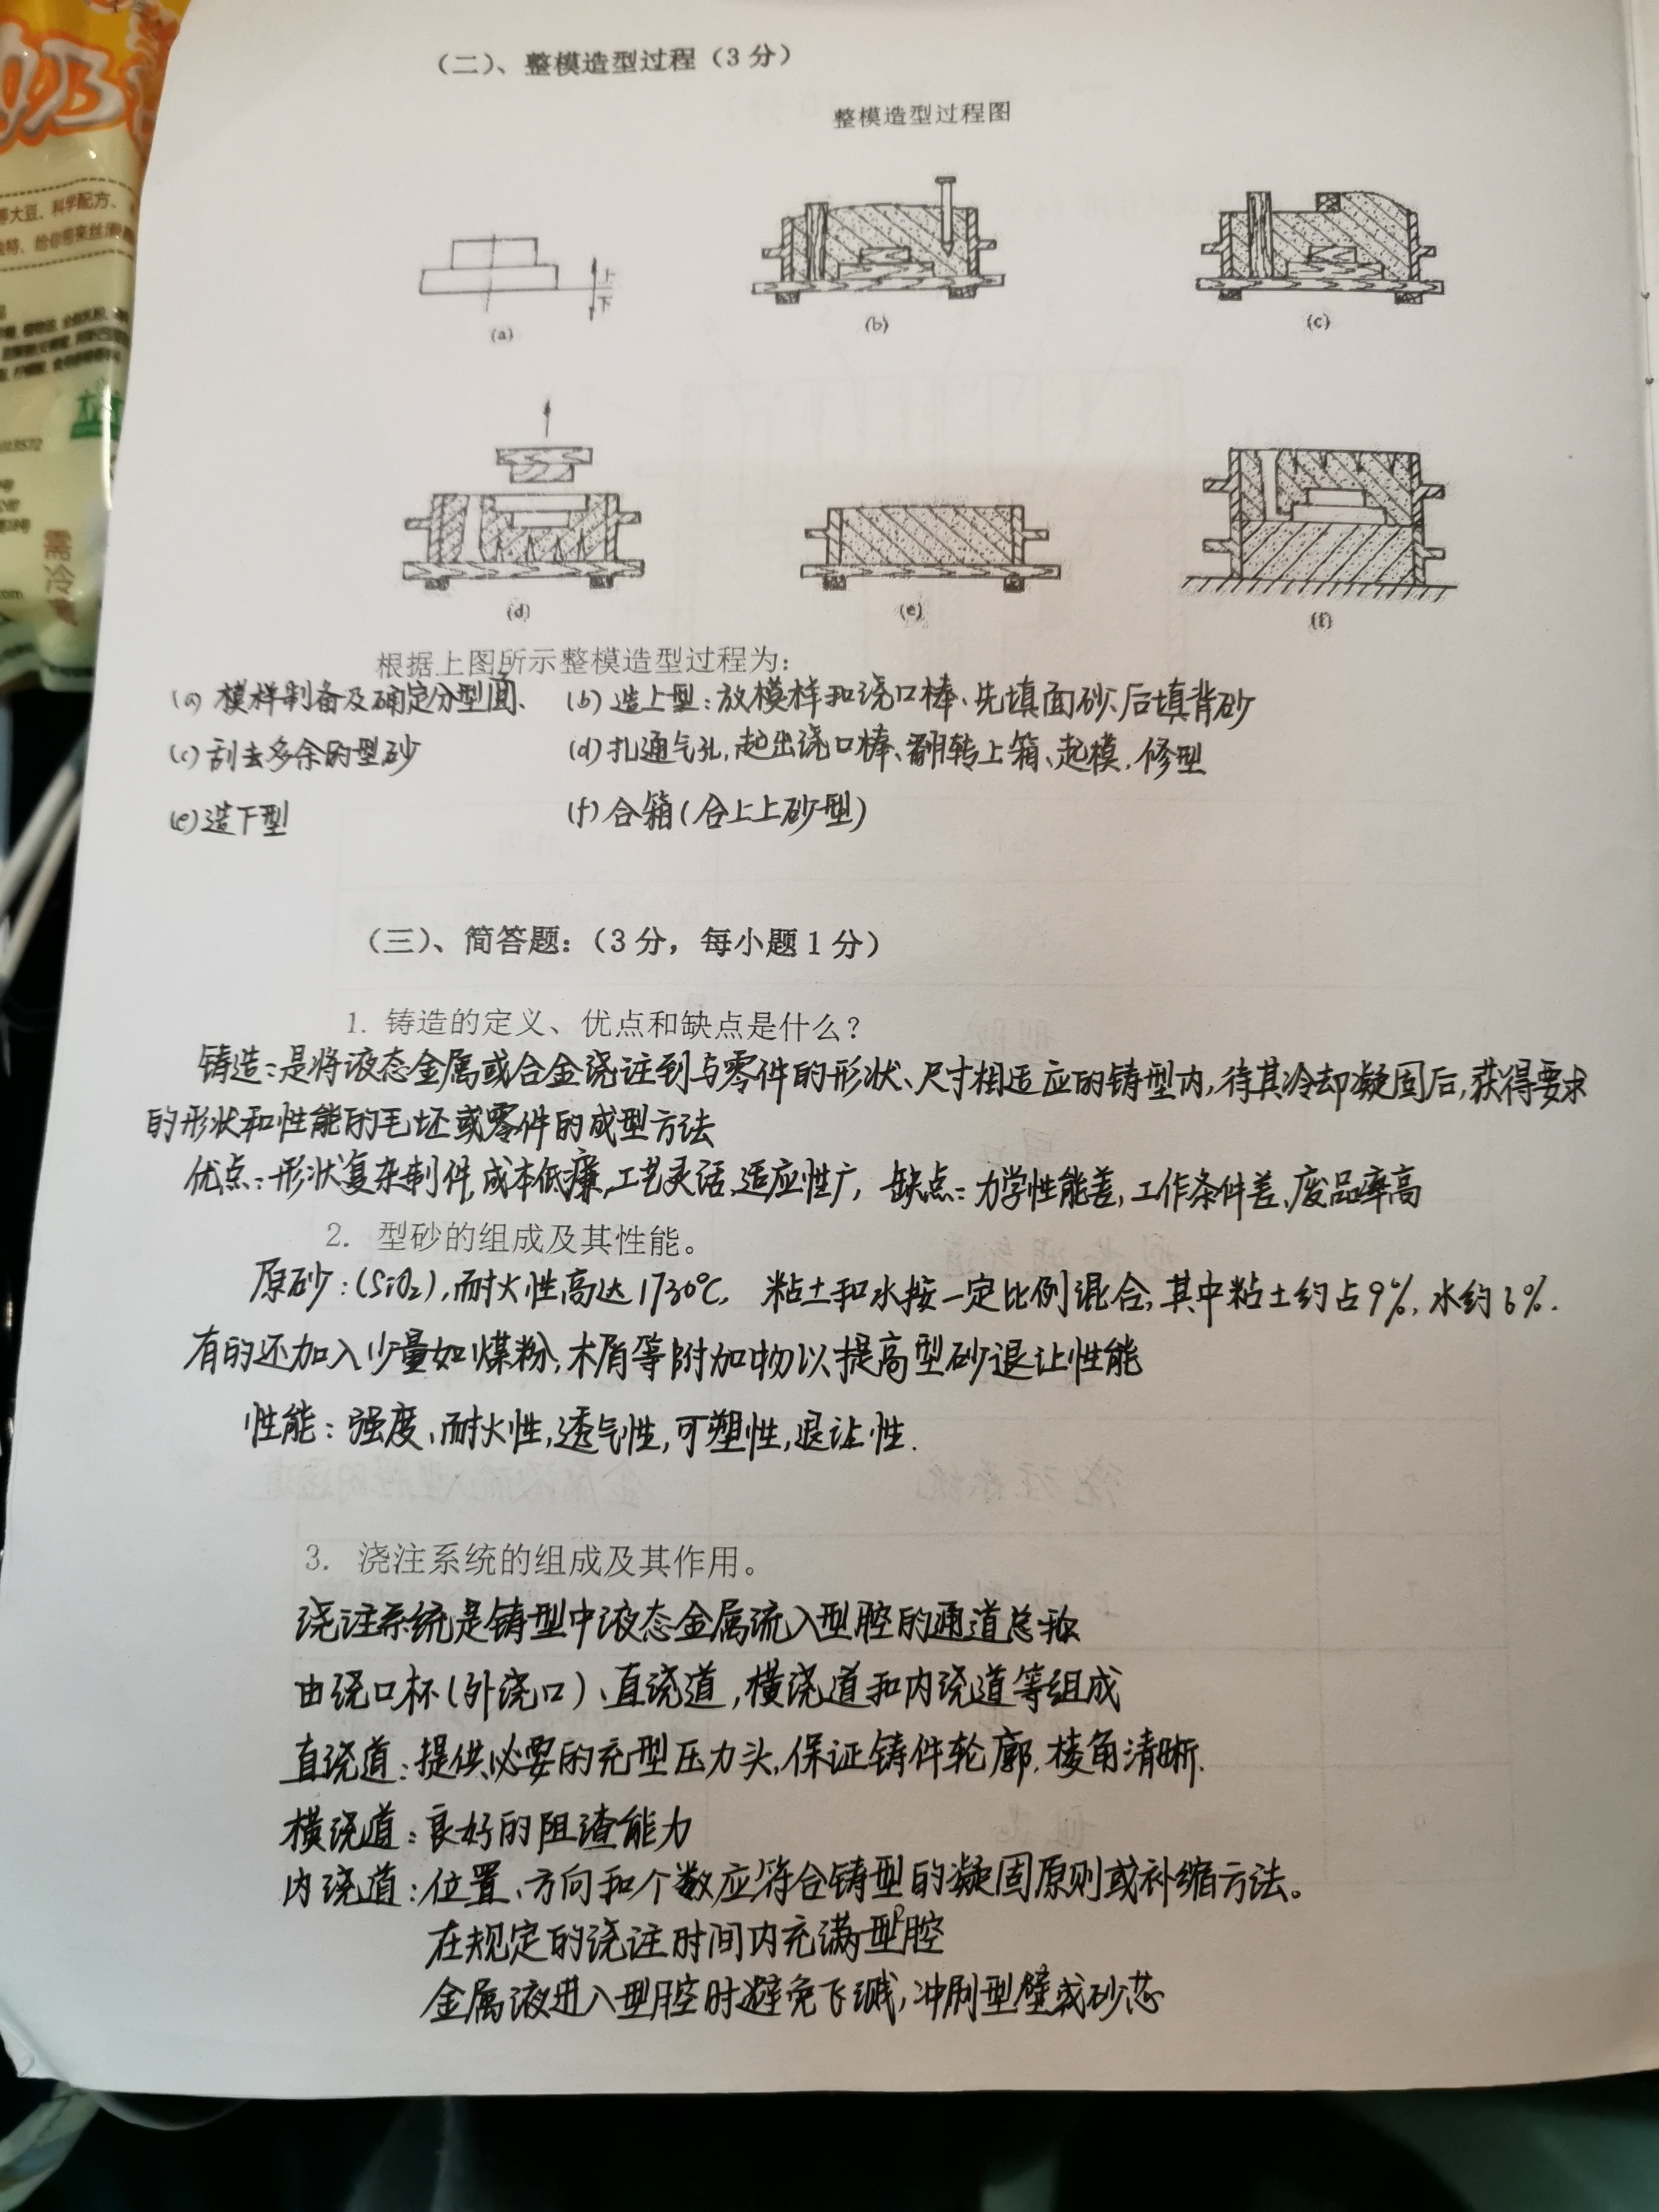 （二）、整模造型过程（3 分）
整模造型过程图
上
下
(a)
(b)
(c)
(d)
(e)
(f)
根据上图所示整模造型过程为：
(a) 模样制备及确定分型面、 (b) 造上型：放模样和浇口棒、先填面砂、后填背砂
(c) 刮去多余的型砂 (d) 扎通气孔，起出浇口棒、翻转上箱、起模，修型
(e) 造下型 (f) 合箱（合上上砂型）
（三）、简答题：（3 分，每小题 1 分）
1. 铸造的定义、优点和缺点是什么？
铸造：是将液态金属或合金浇注到与零件的形状、尺寸相适应的铸型内，待其冷却凝固后，获得要求
的形状和性能的毛坯或零件的成型方法
优点：形状复杂制件，成本低廉，工艺灵活，适应性广， 缺点：力学性能差，工作条件差、废品率高
2. 型砂的组成及其性能。
原砂：(SiO₂)，耐火性高达1730℃， 粘土和水按一定比例混合，其中粘土约占9%，水约6%.
有的还加入少量如煤粉，木屑等附加物以提高型砂退让性能
性能：强度、耐火性，透气性，可塑性，退让性.
3. 浇注系统的组成及其作用。
浇注系统是铸型中液态金属流入型腔的通道总称
由浇口杯（外浇口）、直浇道，横浇道和内浇道等组成
直浇道：提供必要的充型压力头，保证铸件轮廓，棱角清晰.
横浇道：良好的阻渣能力
内浇道：位置、方向和个数应符合铸型的凝固原则或补缩方法。
在规定的浇注时间内充满型腔
金属液进入型腔时避免飞溅，冲刷型壁或砂芯
需冷藏